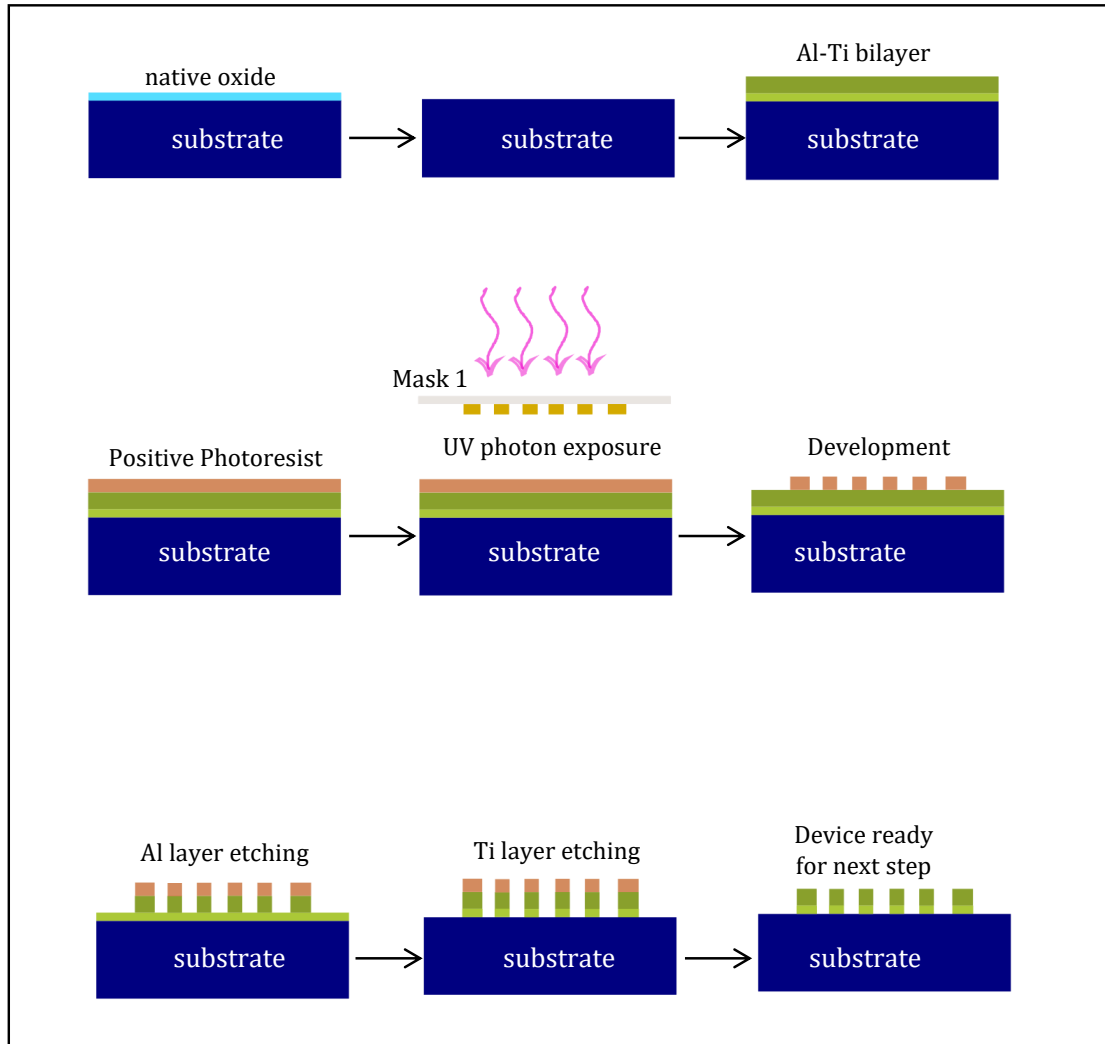 native oxide
substrate
substrate
Al-Ti bilayer
substrate
Positive Photoresist
substrate
Mask 1
UV photon exposure
substrate
Development
substrate
Al layer etching
substrate
Ti layer etching
substrate
Device ready
for next step
substrate